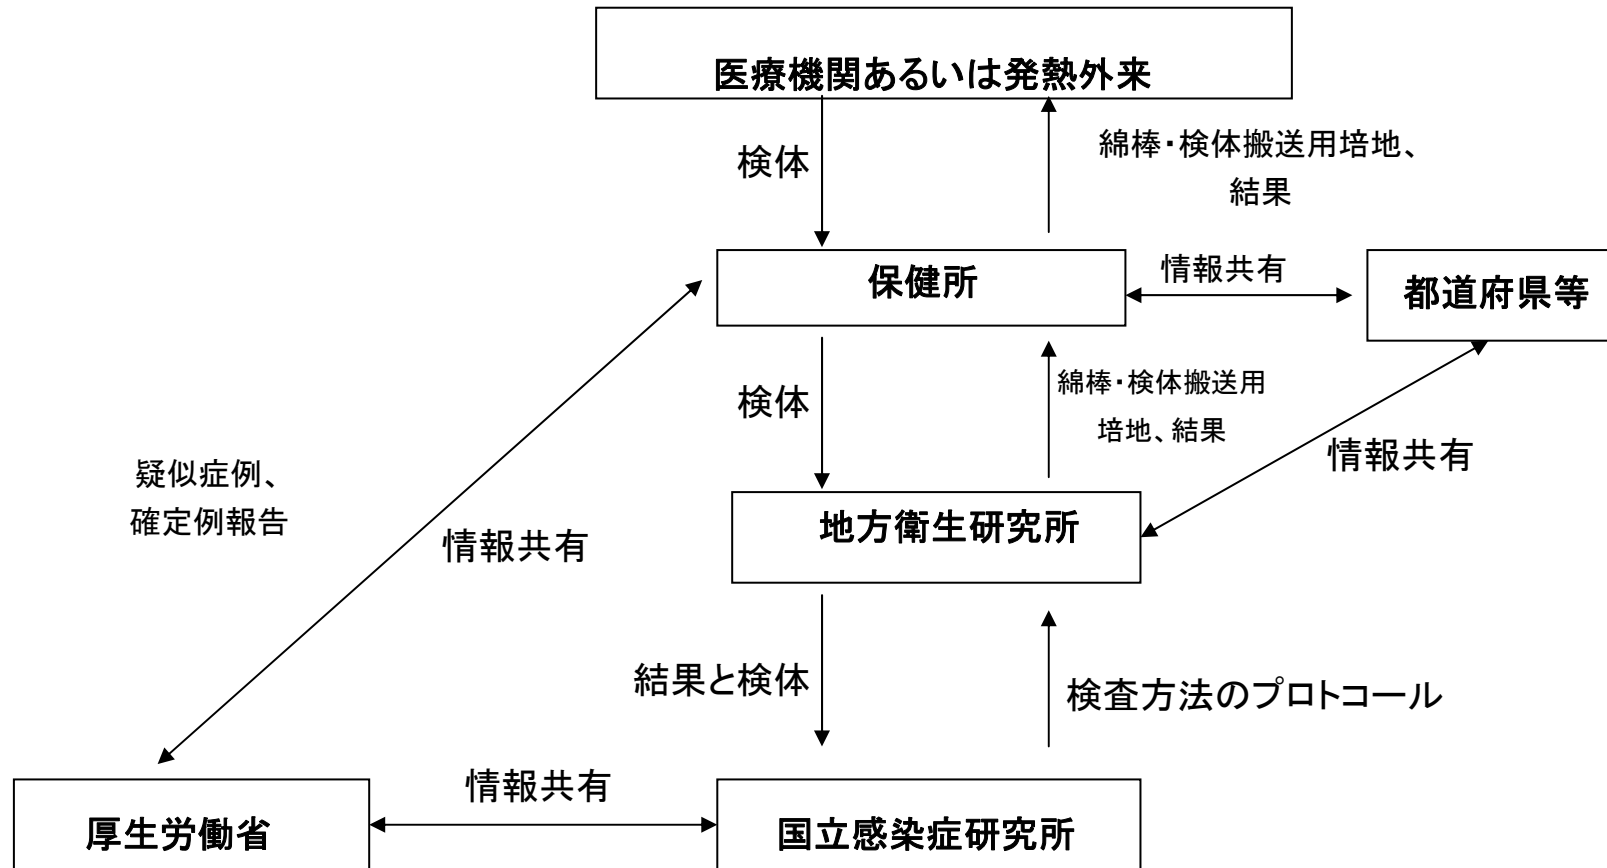 医療機関あるいは発熱外来
検体
綿棒・検体搬送用培地、
結果
保健所
情報共有
都道府県等
検体
綿棒・検体搬送用
培地、結果
情報共有
疑似症例、
確定例報告
情報共有
地方衛生研究所
結果と検体
検査方法のプロトコール
厚生労働省
情報共有
国立感染症研究所